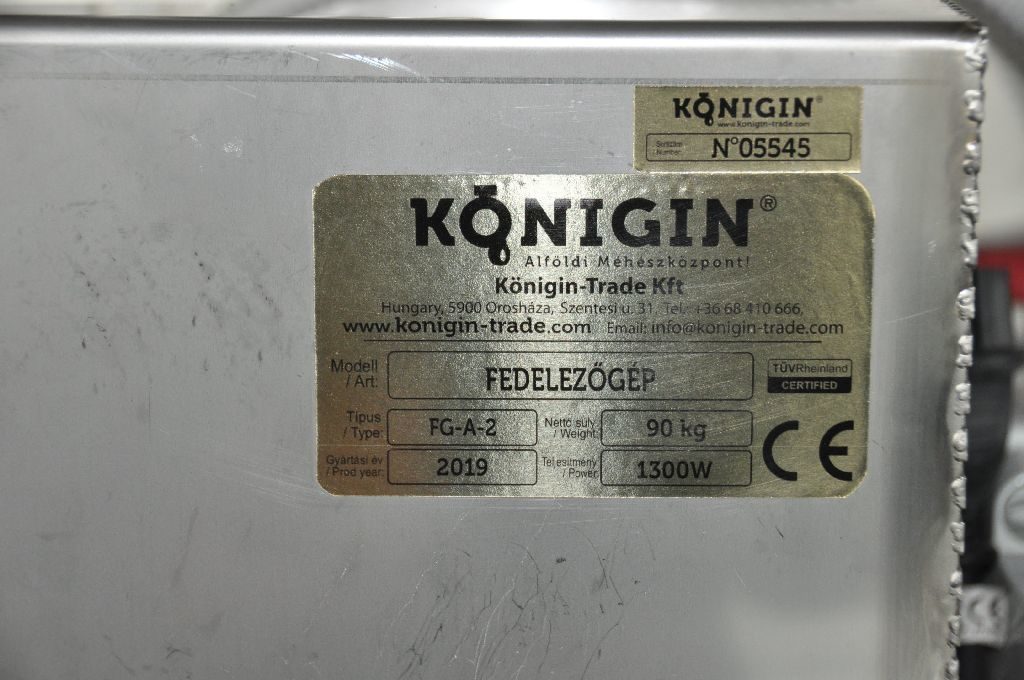 KÖNIGIN®
www.konigin-trade.com
Sorszám
/ Number:
N°05545
KÖNIGIN®
Alföldi Méhészközpont!
Königin-Trade Kft
Hungary, 5900 Orosháza, Szentesi u. 31. Tel.: +36 68 410 666,
www.konigin-trade.com Email: info@konigin-trade.com
Modell
/ Art:
FEDELEZŐGÉP
TÜVRheinland
CERTIFIED
Típus
/ Type:
FG-A-2
Nettó súly
/ Weight:
90 kg
Gyártási év
/ Prod year:
2019
Teljesítmény
/ Power:
1300W
CE